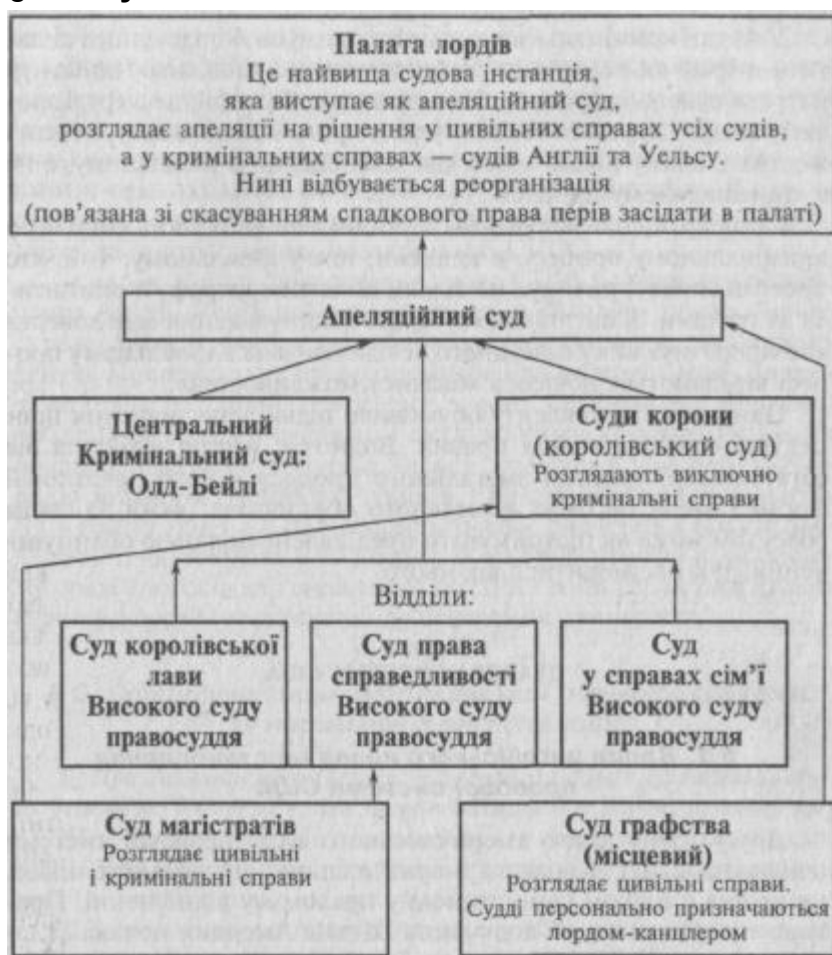 Палата лордів
Це найвища судова інстанція,
яка виступає як апеляційний суд,
розглядає апеляції на рішення у цивільних справах усіх судів,
а у кримінальних справах — судів Англії та Уельсу.
Нині відбувається реорганізація
(пов’язана зі скасуванням спадкового права перів засідати в палаті)
Апеляційний суд
Центральний
Кримінальний суд:
Олд-Бейлі
Суди корони
(королівський суд)
Розглядають виключно
кримінальні справи
Відділи:
Суд королівської
лави
Високого суду
правосуддя
Суд права
справедливості
Високого суду
правосуддя
Суд
у справах сім’ї
Високого суду
правосуддя
Суд магістратів
Розглядає цивільні
і кримінальні справи
Суд графства
(місцевий)
Розглядає цивільні справи.
Судді персонально призначаються
лордом-канцлером